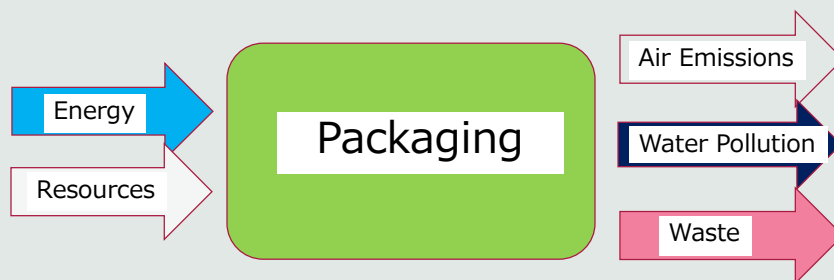 Energy
Resources
Packaging
Air Emissions
Water Pollution
Waste